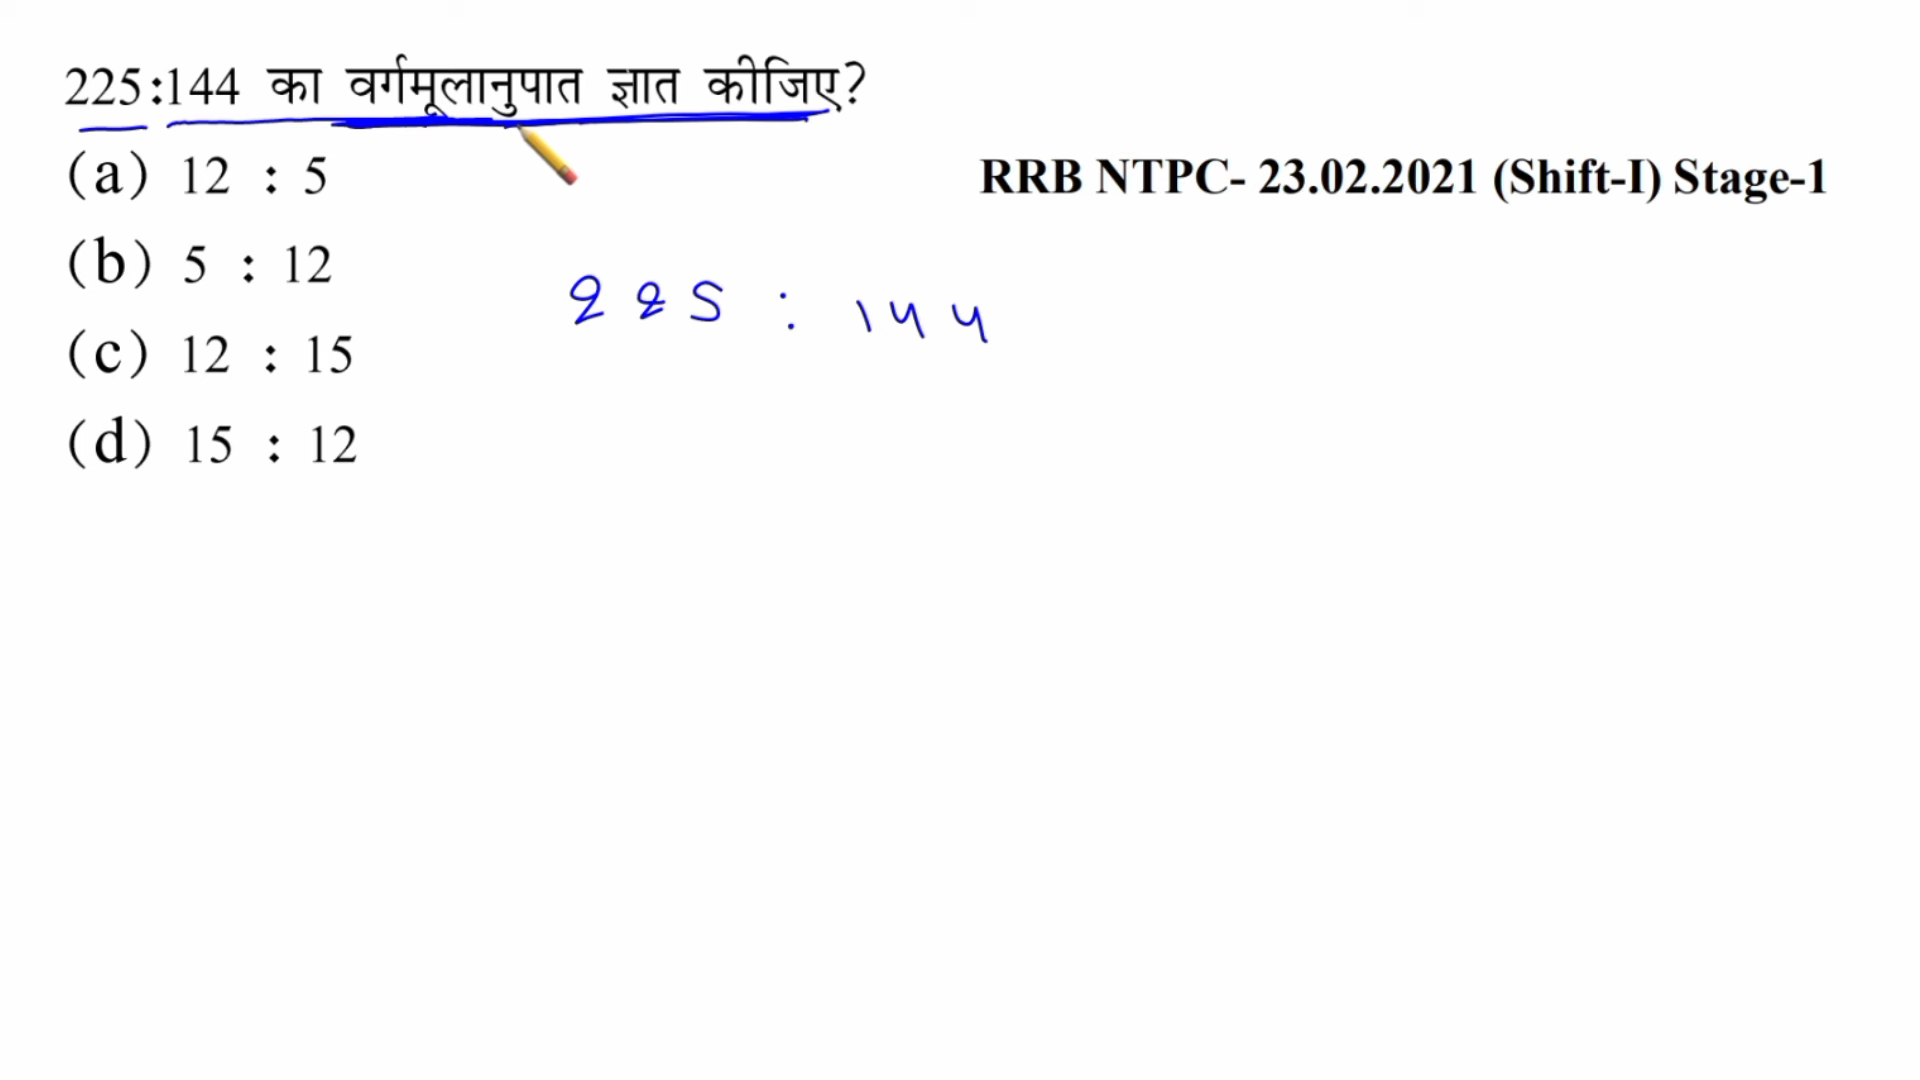 225:144 का वर्गमूलानुपात ज्ञात कीजिए?
(a) 12 : 5
RRB NTPC- 23.02.2021 (Shift-I) Stage-1
(b) 5 : 12
225 : 144
(c) 12 : 15
(d) 15 : 12